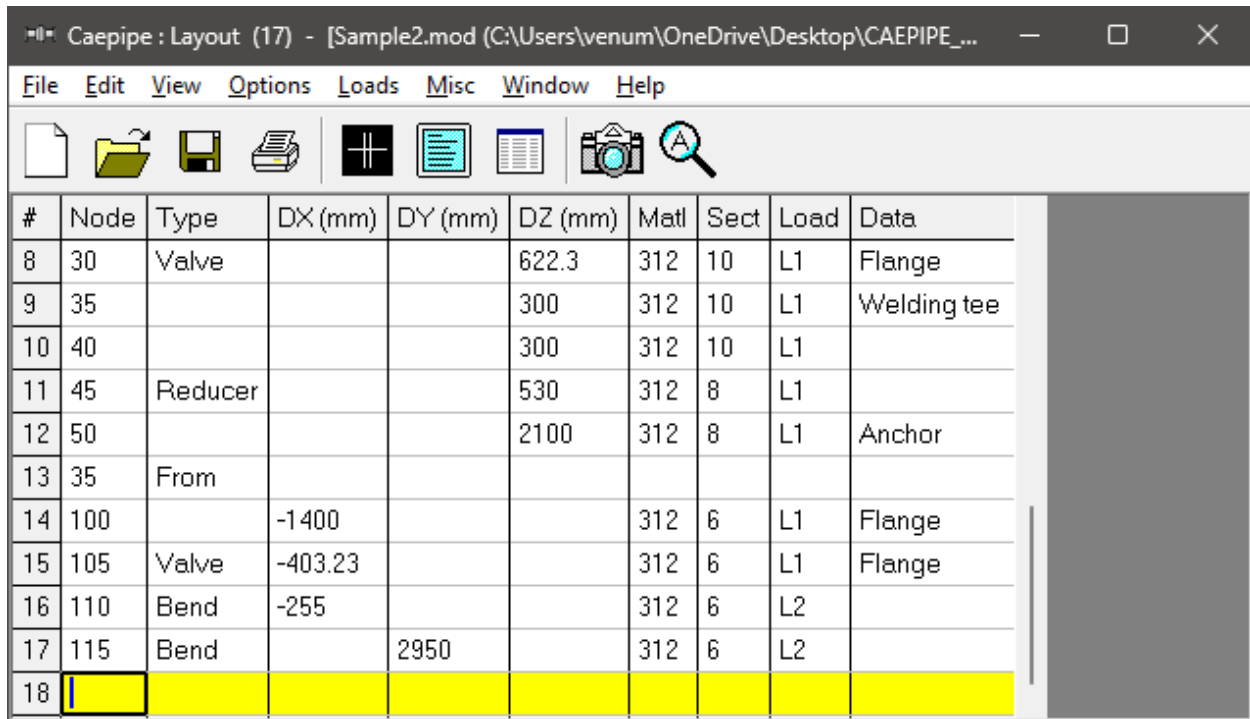 Caepipe : Layout (17) - [Sample2.mod (C:\Users\venum\OneDrive\Desktop\CAEPIPE_...
File Edit View Options Loads Misc Window Help
# Node Type DX (mm) DY (mm) DZ (mm) Matl Sect Load Data
8 30 Valve 622.3 312 10 L1 Flange
9 35 300 312 10 L1 Welding tee
10 40 300 312 10 L1
11 45 Reducer 530 312 8 L1
12 50 2100 312 8 L1 Anchor
13 35 From
14 100 -1400 312 6 L1 Flange
15 105 Valve -403.23 312 6 L1 Flange
16 110 Bend -255 312 6 L2
17 115 Bend 2950 312 6 L2
18